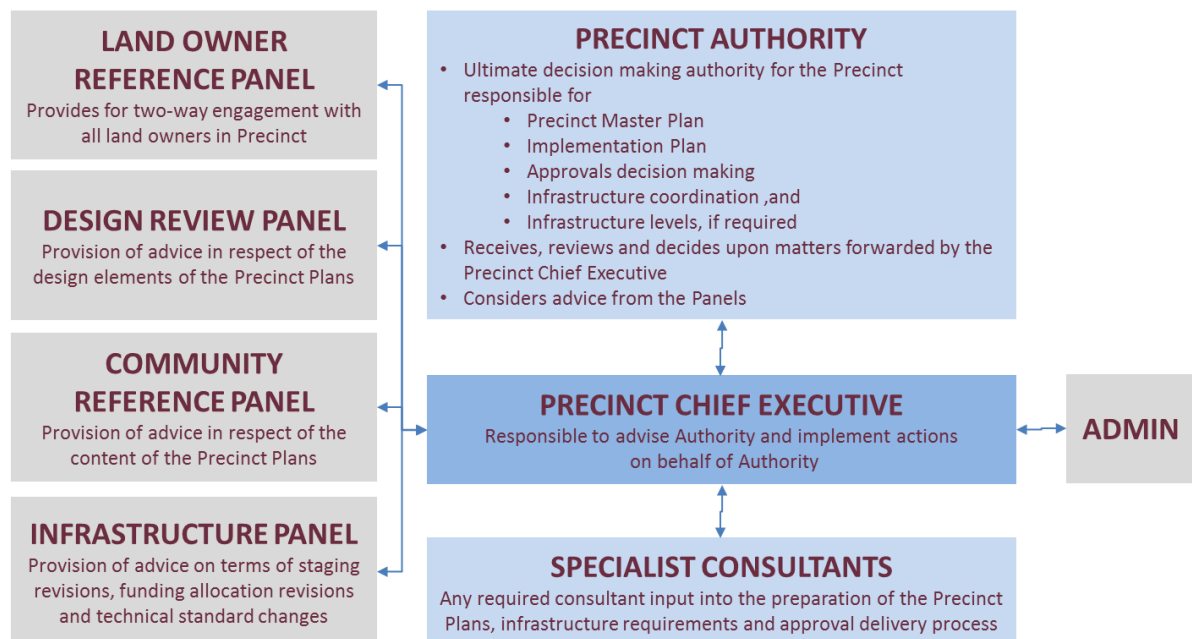 LAND OWNER
REFERENCE PANEL
Provides for two-way engagement with
all land owners in Precinct
DESIGN REVIEW PANEL
Provision of advice in respect of the
design elements of the Precinct Plans
COMMUNITY
REFERENCE PANEL
Provision of advice in respect of the
content of the Precinct Plans
INFRASTRUCTURE PANEL
Provision of advice on terms of staging
revisions, funding allocation revisions
and technical standard changes
PRECINCT AUTHORITY
• Ultimate decision making authority for the Precinct
responsible for
• Precinct Master Plan
• Implementation Plan
• Approvals decision making
• Infrastructure coordination ,and
• Infrastructure levels, if required
• Receives, reviews and decides upon matters forwarded by the
Precinct Chief Executive
• Considers advice from the Panels
PRECINCT CHIEF EXECUTIVE
Responsible to advise Authority and implement actions
on behalf of Authority
SPECIALIST CONSULTANTS
Any required consultant input into the preparation of the Precinct
Plans, infrastructure requirements and approval delivery process
ADMIN